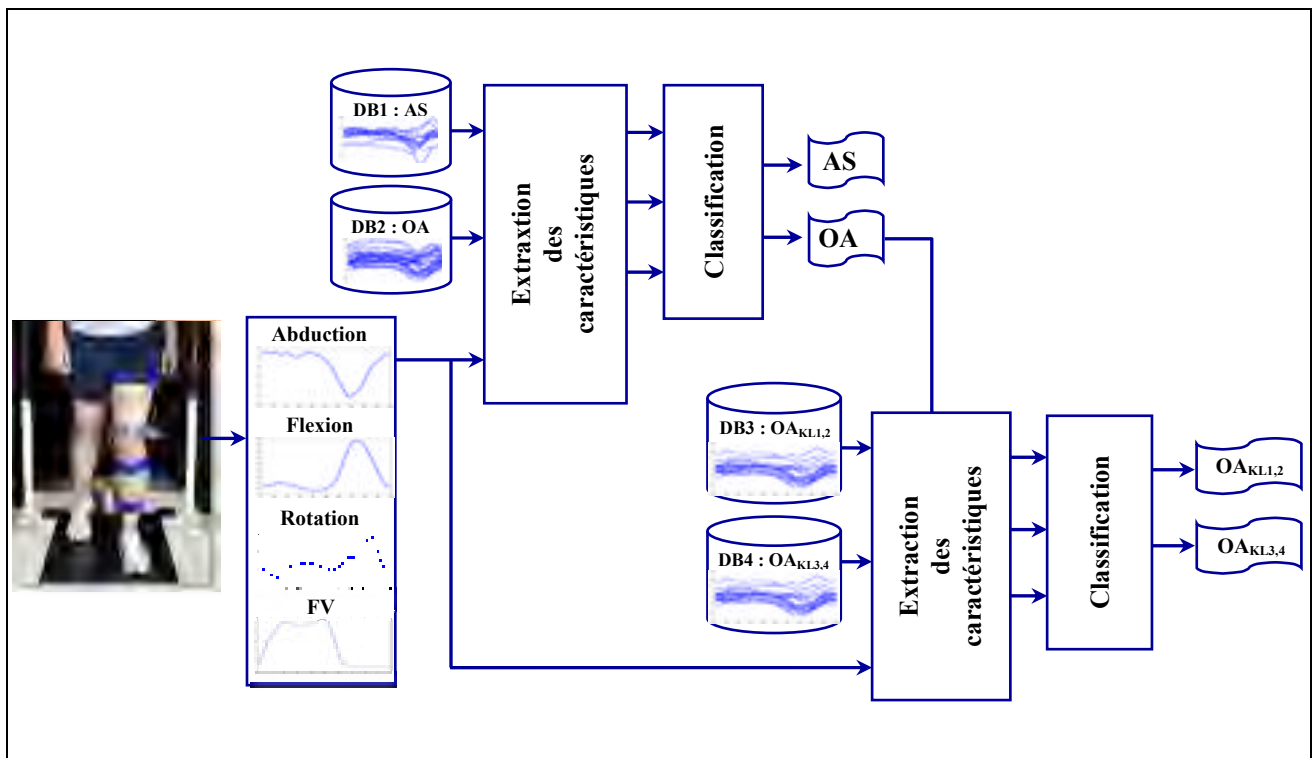 DB1 : AS
DB2 : OA
Extraxtion
des
caractéristiques
Classification
AS
OA
Abduction
Flexion
Rotation
FV
DB3 : OAKL1,2
DB4 : OAKL3,4
Extraction
des
caractéristiques
Classification
OAKL1,2
OAKL3,4